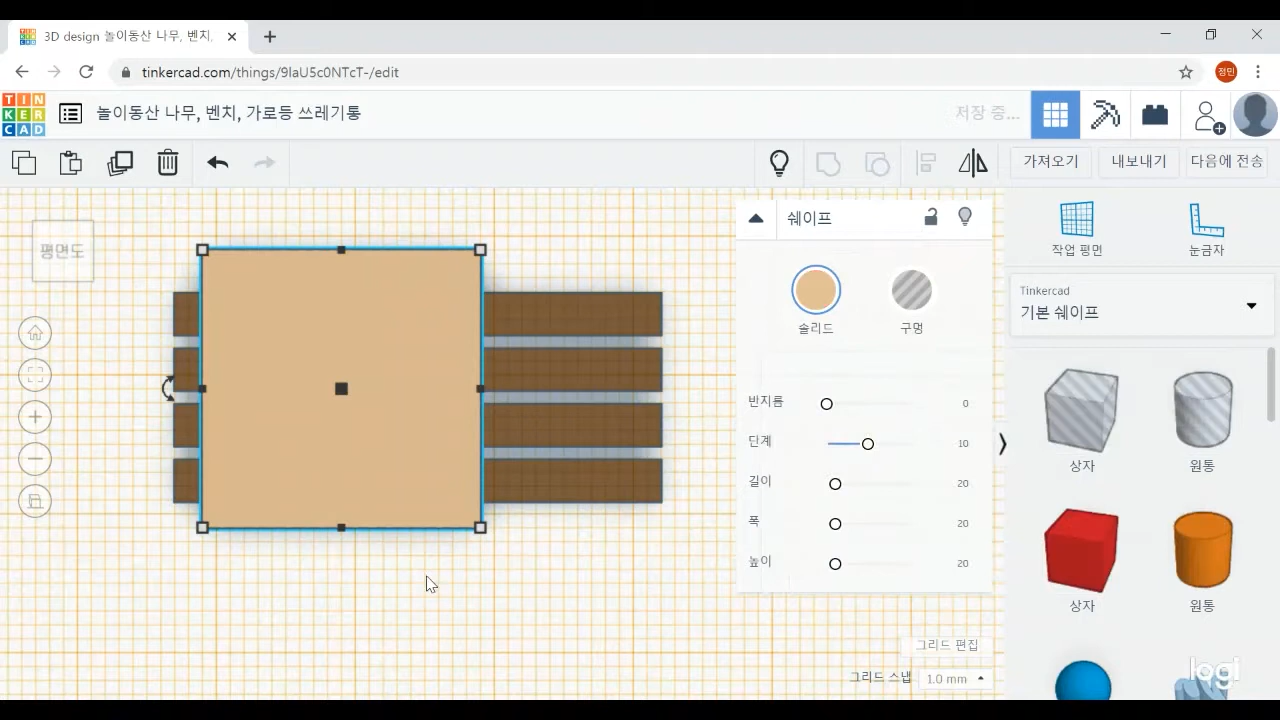 3D design 놀이동산 나무, 벤치,
tinkercad.com/things/9IaU5c0NTcT-/edit
정민
TIN
KER
CAD
놀이동산 나무, 벤치, 가로등 쓰레기통
저장 중...
가져오기
내보내기
다음에 전송
평면도
쉐이프
솔리드
구멍
반지름 0
단계 10
길이 20
폭 20
높이 20
그리드 편집
그리드 스냅 1.0 mm
작업 평면
눈금자
Tinkercad
기본 쉐이프
상자
원통
상자
원통
logi